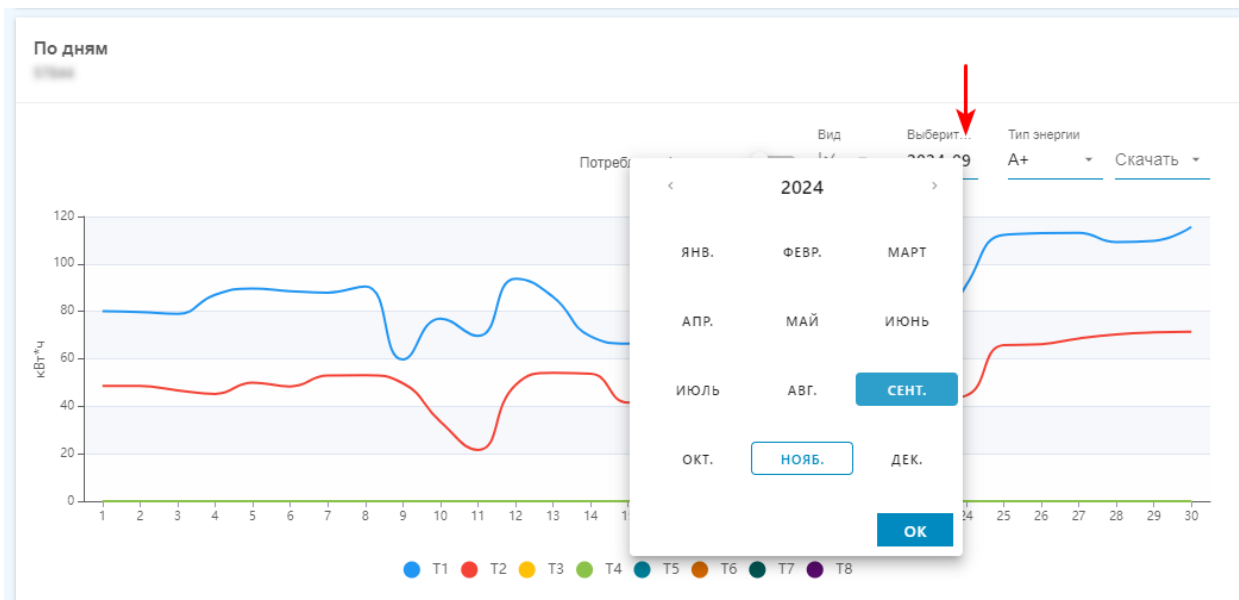 По дням
Вид Выберит... Тип энергии
2024-09 A+ Скачать
2024
ЯНВ. ФЕВР. МАРТ
АПР. МАЙ ИЮНЬ
ИЮЛЬ АВГ. СЕНТ.
ОКТ. НОЯБ. ДЕК.
ОК
кВт*ч
120
100
80
60
40
20
0
1 2 3 4 5 6 7 8 9 10 11 12 13 14 24 25 26 27 28 29 30
T1 T2 T3 T4 T5 T6 T7 T8